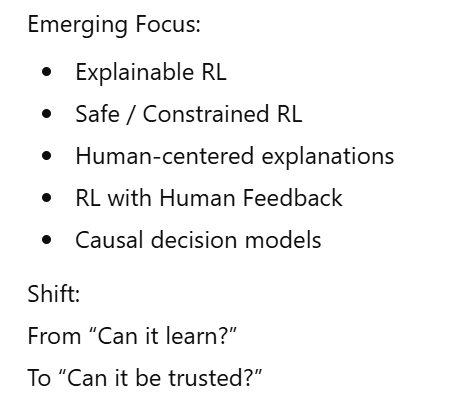 Emerging Focus:
• Explainable RL
• Safe / Constrained RL
• Human-centered explanations
• RL with Human Feedback
• Causal decision models
Shift:
From “Can it learn?”
To “Can it be trusted?”